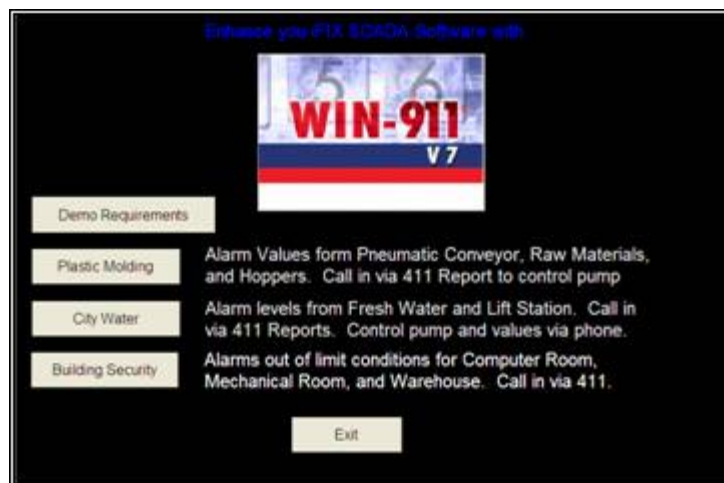 Enhance you iFIX SCADA Software with
WIN-911
V 7
Demo Requirements
Plastic Molding
Alarm Values form Pneumatic Conveyor, Raw Materials,
and Hoppers. Call in via 411 Report to control pump
City Water
Alarm levels from Fresh Water and Lift Station. Call in
via 411 Reports. Control pump and values via phone.
Building Security
Alarms out of limit conditions for Computer Room,
Mechanical Room, and Warehouse. Call in via 411.
Exit